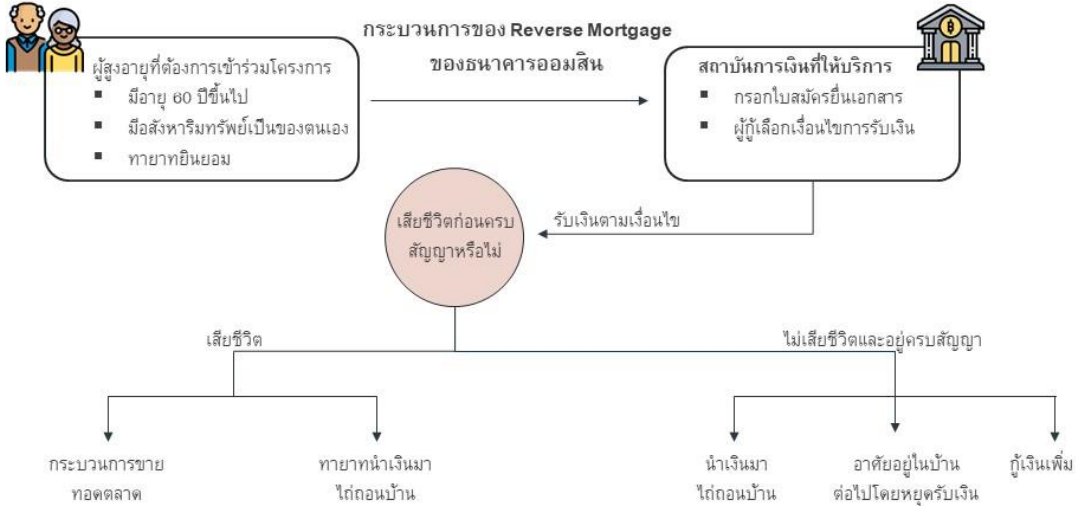 กระบวนการของ Reverse Mortgage
ของธนาคารออมสิน
ผู้สูงอายุที่ต้องการเข้าร่วมโครงการ
▪ มีอายุ 60 ปีขึ้นไป
▪ มีอสังหาริมทรัพย์เป็นของตนเอง
▪ ทายาทยินยอม
สถาบันการเงินที่ให้บริการ
▪ กรอกใบสมัครยื่นเอกสาร
▪ ผู้กู้เลือกเงื่อนไขการรับเงิน
รับเงินตามเงื่อนไข
เสียชีวิตก่อนครบ
สัญญาหรือไม่
เสียชีวิต
ไม่เสียชีวิตและอยู่ครบสัญญา
กระบวนการขาย
ทอดตลาด
ทายาทนำเงินมา
ไถ่ถอนบ้าน
นำเงินมา
ไถ่ถอนบ้าน
อาศัยอยู่ในบ้าน
ต่อไปโดยหยุดรับเงิน
กู้เงินเพิ่ม